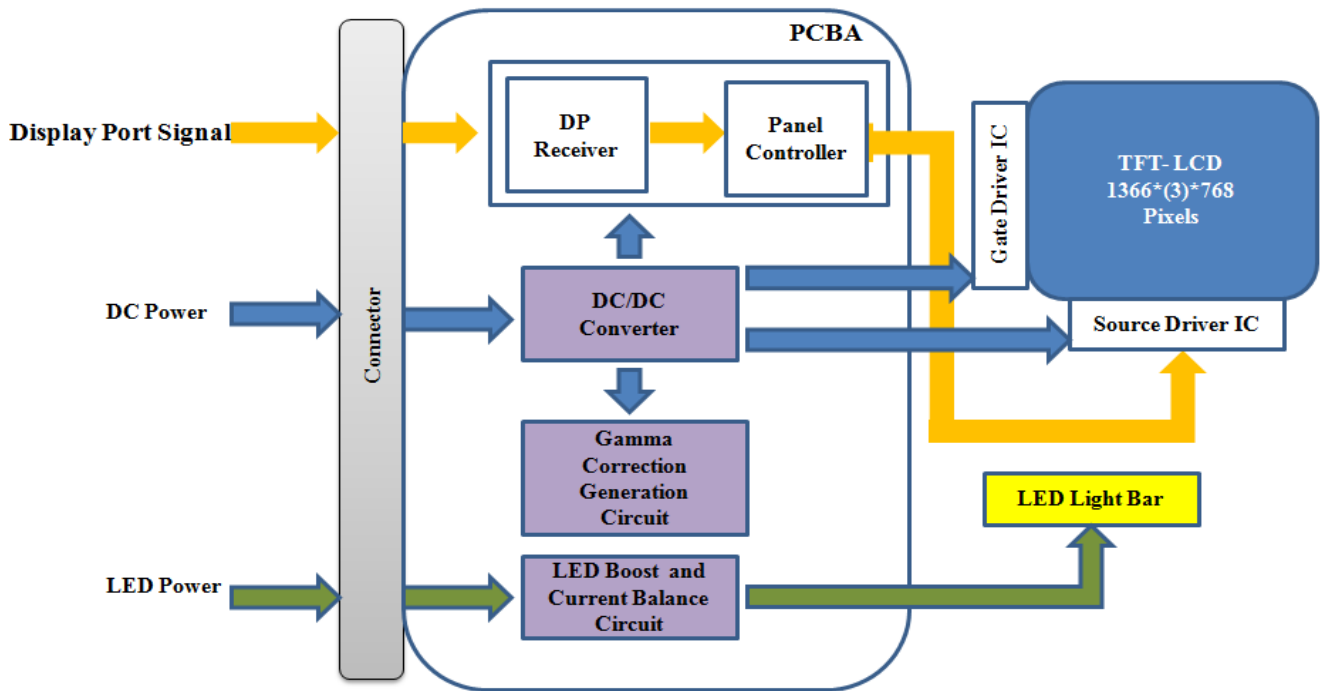 PCBA
Display Port Signal
DP
Receiver
Panel
Controller
Gate Driver IC
TFT- LCD
1366*(3)*768
Pixels
Source Driver IC
DC Power
Connector
DC/DC
Converter
Gamma
Correction
Generation
Circuit
LED Light Bar
LED Power
LED Boost and
Current Balance
Circuit